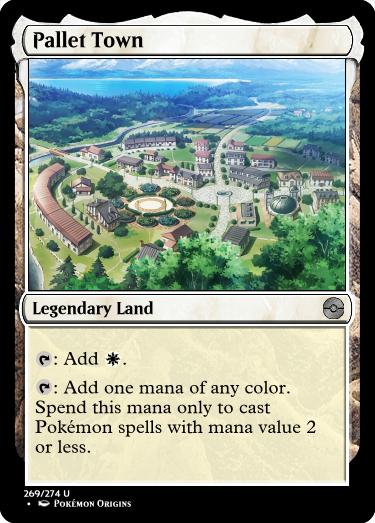 Pallet Town
Legendary Land
: Add .
: Add one mana of any color.
Spend this mana only to cast
Pokémon spells with mana value 2
or less.
269/274 U
• Pokémon Origins